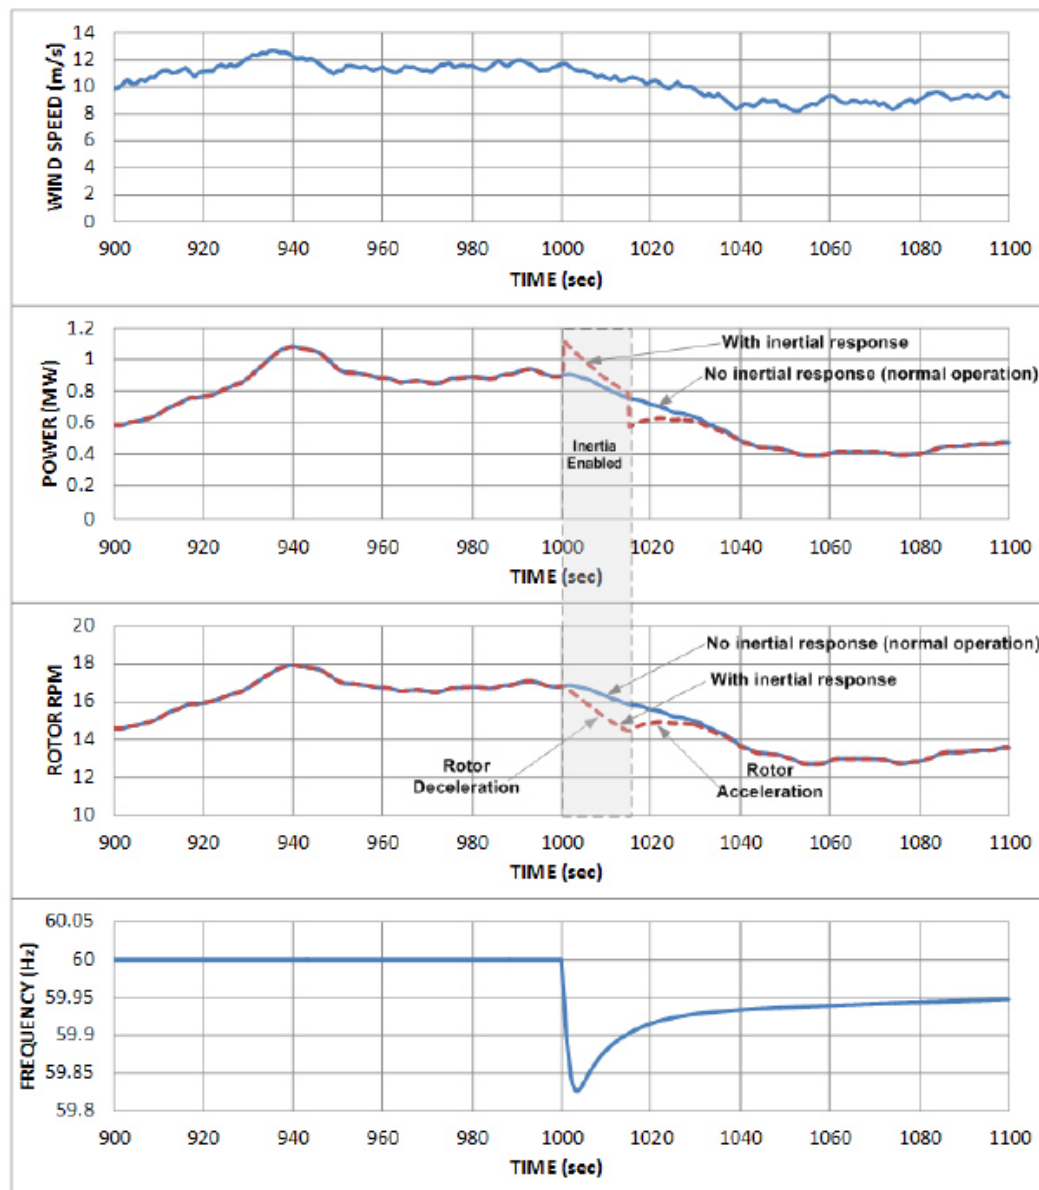 14
12
10
8
6
4
2
0
WIND SPEED (m/s)
900 920 940 960 980 1000 1020 1040 1060 1080 1100
TIME (sec)
1.2
1
0.8
0.6
0.4
0.2
0
POWER (MW)
With inertial response
No inertial response (normal operation)
Inertia
Enabled
900 920 940 960 980 1000 1020 1040 1060 1080 1100
TIME (sec)
20
18
16
14
12
10
ROTOR RPM
No inertial response (normal operation)
With inertial response
Rotor
Deceleration
Rotor
Acceleration
900 920 940 960 980 1000 1020 1040 1060 1080 1100
TIME (sec)
60.05
60
59.95
59.9
59.85
59.8
FREQUENCY (Hz)
900 920 940 960 980 1000 1020 1040 1060 1080 1100
TIME (sec)